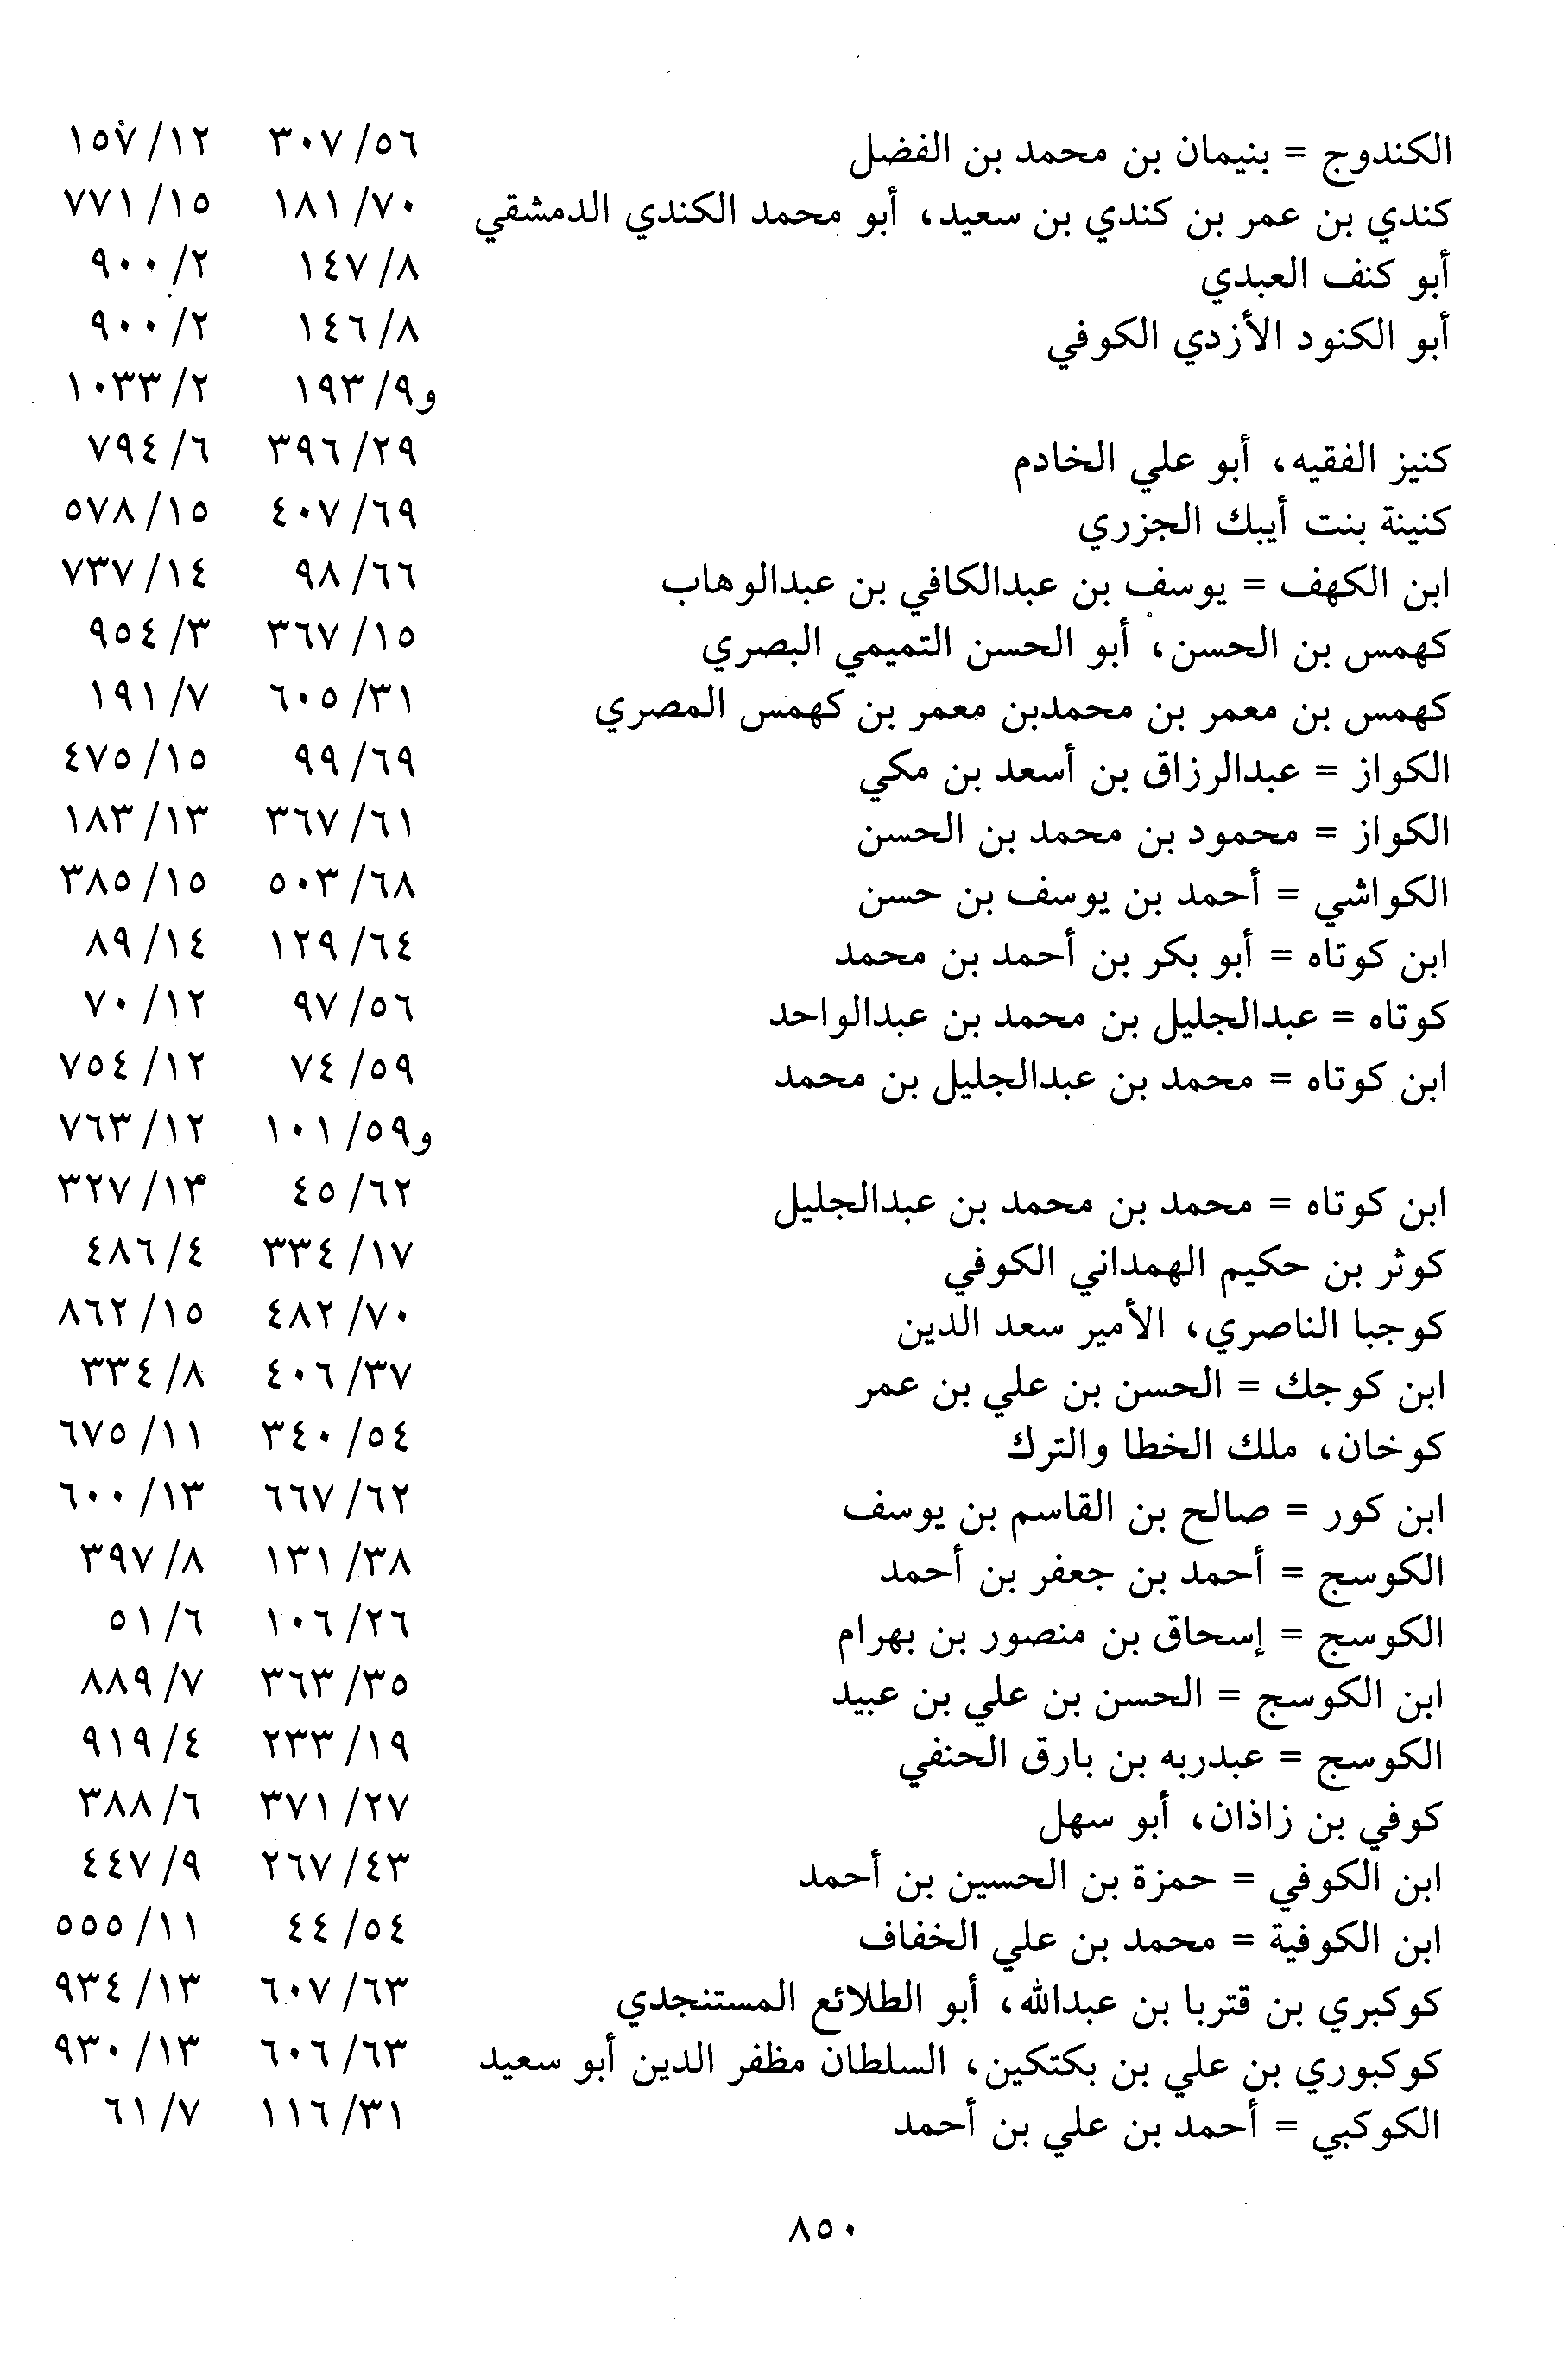 الكندوج = بنيمان بن محمد بن الفضل ٥٦/ ٣٠٧ ١٢/ ١٥٧
كندي بن عمر بن كندي بن سعيد، أبو محمد الكندي الدمشقي ٧٠/ ١٨١ ١٥/ ٧٧١
أبو كنف العبدي ٨/ ١٤٧ ٢/ ٩٠٠
أبو الكنود الأزدي الكوفي ٨/ ١٤٦ ٢/ ٩٠٠
و٩/ ١٩٣ ٢/ ١٠٣٣
كنيز الفقيه، أبو علي الخادم ٢٩/ ٣٩٦ ٦/ ٧٩٤
كنينة بنت أيبك الجزري ٦٩/ ٤٠٧ ١٥/ ٥٧٨
ابن الكهف = يوسف بن عبدالكافي بن عبدالوهاب ٦٦/ ٩٨ ١٤/ ٧٣٧
كهمس بن الحسن، أبو الحسن التميمي البصري ١٥/ ٣٦٧ ٣/ ٩٥٤
كهمس بن معمر بن محمدبن معمر بن كهمس المصري ٣١/ ٦٠٥ ٧/ ١٩١
الكواز = عبدالرزاق بن أسعد بن مكي ٦٩/ ٩٩ ١٥/ ٤٧٥
الكواز = محمود بن محمد بن الحسن ٦١/ ٣٦٧ ١٣/ ١٨٣
الكواشي = أحمد بن يوسف بن حسن ٦٨/ ٥٠٣ ١٥/ ٣٨٥
ابن كوتاه = أبو بكر بن أحمد بن محمد ٦٤/ ١٢٩ ١٤/ ٨٩
كوتاه = عبدالجليل بن محمد بن عبدالواحد ٥٦/ ٩٧ ١٢/ ٧٠
ابن كوتاه = محمد بن عبدالجليل بن محمد ٥٩/ ٧٤ ١٢/ ٧٥٤
و٥٩/ ١٠١ ١٢/ ٧٦٣
ابن كوتاه = محمد بن محمد بن عبدالجليل ٦٢/ ٤٥ ١٣/ ٣٢٧
كوثر بن حكيم الهمداني الكوفي ١٧/ ٣٣٤ ٤/ ٤٨٦
كوجبا الناصري، الأمير سعد الدين ٧٠/ ٤٨٢ ١٥/ ٨٦٢
ابن كوجك = الحسن بن علي بن عمر ٣٧/ ٤٠٦ ٨/ ٣٣٤
كوخان، ملك الخطا والترك ٥٤/ ٣٤٠ ١١/ ٦٧٥
ابن كور = صالح بن القاسم بن يوسف ٦٢/ ٦٦٧ ١٣/ ٦٠٠
الكوسج = أحمد بن جعفر بن أحمد ٣٨/ ١٣١ ٨/ ٣٩٧
الكوسج = إسحاق بن منصور بن بهرام ٢٦/ ١٠٦ ٦/ ٥١
ابن الكوسج = الحسن بن علي بن عبيد ٣٥/ ٣٦٣ ٧/ ٨٨٩
الكوسج = عبدربه بن بارق الحنفي ١٩/ ٢٣٣ ٤/ ٩١٩
كوفي بن زاذان، أبو سهل ٢٧/ ٣٧١ ٦/ ٣٨٨
ابن الكوفي = حمزة بن الحسين بن أحمد ٤٣/ ٢٦٧ ٩/ ٤٤٧
ابن الكوفية = محمد بن علي الخفاف ٥٤/ ٤٤ ١١/ ٥٥٥
كوكبري بن قتربا بن عبدالله، أبو الطلائع المستنجدي ٦٣/ ٦٠٧ ١٣/ ٩٣٤
كوكبوري بن علي بن بكتكين، السلطان مظفر الدين أبو سعيد ٦٣/ ٦٠٦ ١٣/ ٩٣٠
الكوكبي = أحمد بن علي بن أحمد ٣١/ ١١٦ ٧/ ٦١
٨٥٠